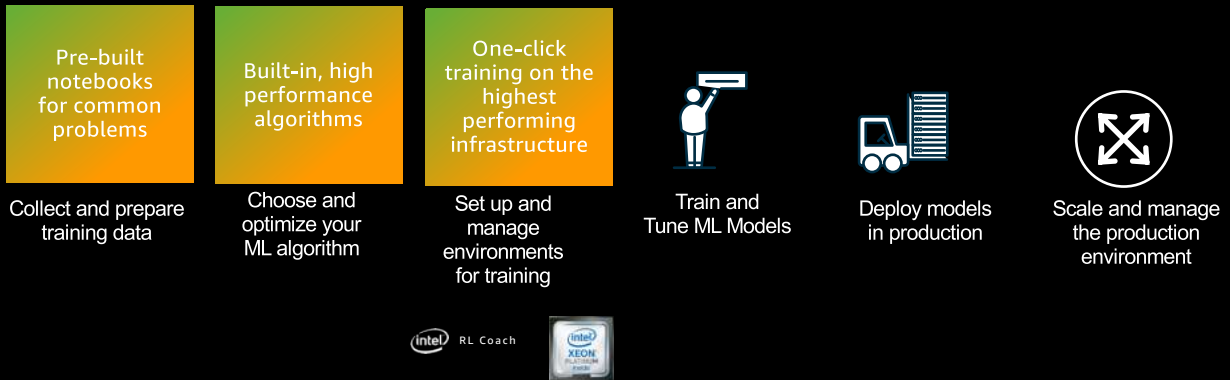 Pre-built
notebooks
for common
problems
Collect and prepare
training data
Built-in, high
performance
algorithms
Choose and
optimize your
ML algorithm
One-click
training on the
highest
performing
infrastructure
Set up and
manage
environments
for training
Train and
Tune ML Models
Deploy models
in production
Scale and manage
the production
environment
intel RL Coach
intel
XEON
PLATINUM
inside